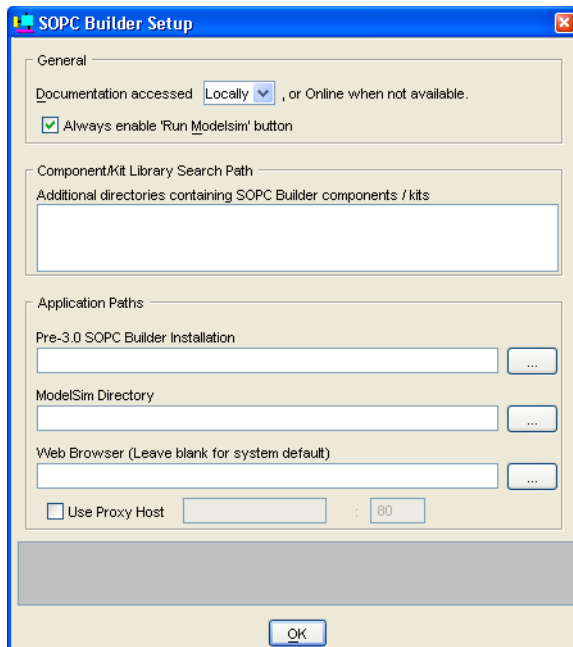 SOPC Builder Setup
General
Documentation accessed Locally , or Online when not available.
Always enable 'Run Modelsim' button
Component/Kit Library Search Path
Additional directories containing SOPC Builder components / kits
Application Paths
Pre-3.0 SOPC Builder Installation
...
ModelSim Directory
...
Web Browser (Leave blank for system default)
...
Use Proxy Host : 80
OK